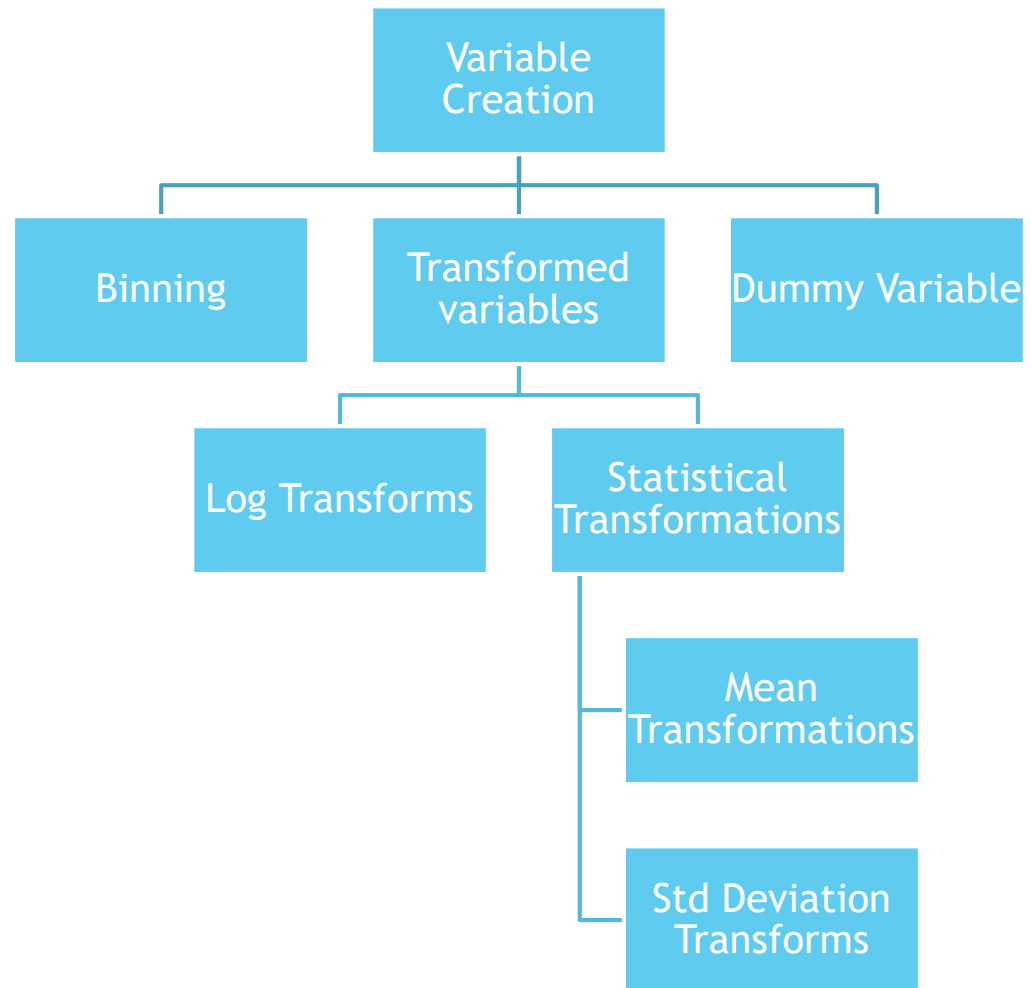 Variable
Creation
Binning
Transformed
variables
Dummy Variable
Log Transforms
Statistical
Transformations
Mean
Transformations
Std Deviation
Transforms